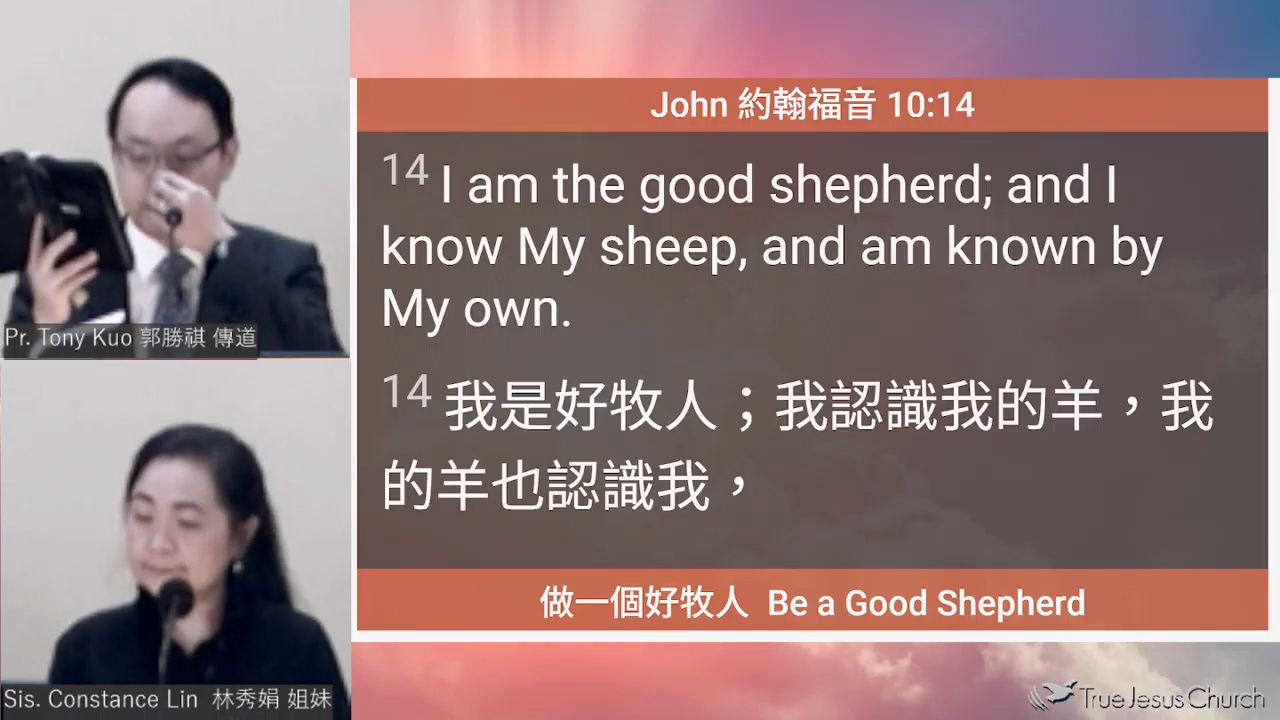 John 約翰福音 10:14
14 I am the good shepherd; and I
know My sheep, and am known by
My own.
14 我是好牧人；我認識我的羊，我
的羊也認識我，
做一個好牧人 Be a Good Shepherd
Pr. Tony Kuo 郭勝祺 傳道
Sis. Constance Lin 林秀娟 姐妹
True Jesus Church